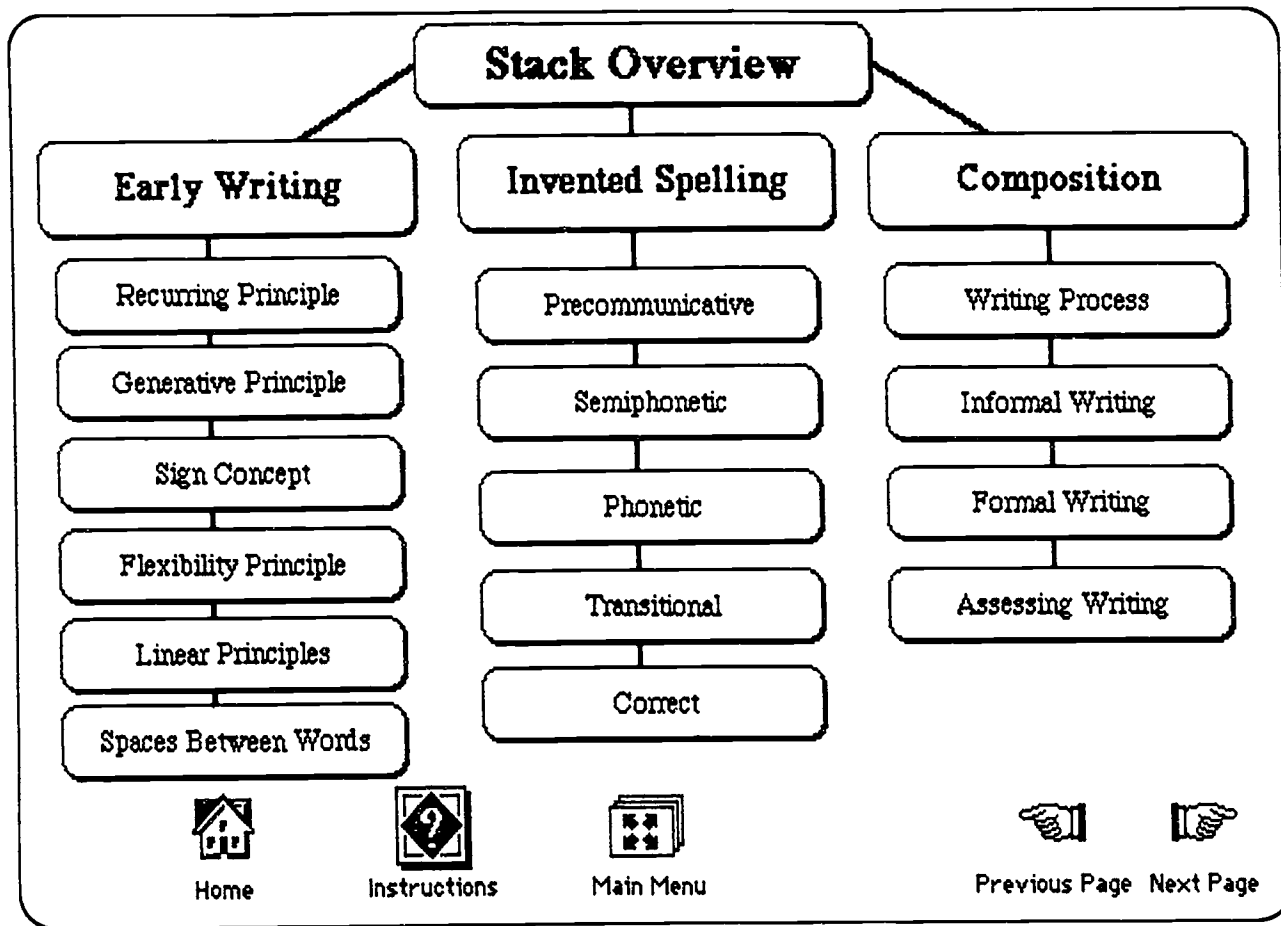 Stack Overview
Early Writing
Recurring Principle
Generative Principle
Sign Concept
Flexibility Principle
Linear Principles
Spaces Between Words
Invented Spelling
Precommunicative
Semiphonetic
Phonetic
Transitional
Correct
Composition
Writing Process
Informal Writing
Formal Writing
Assessing Writing
?
Home
Instructions
Main Menu
Previous Page
Next Page